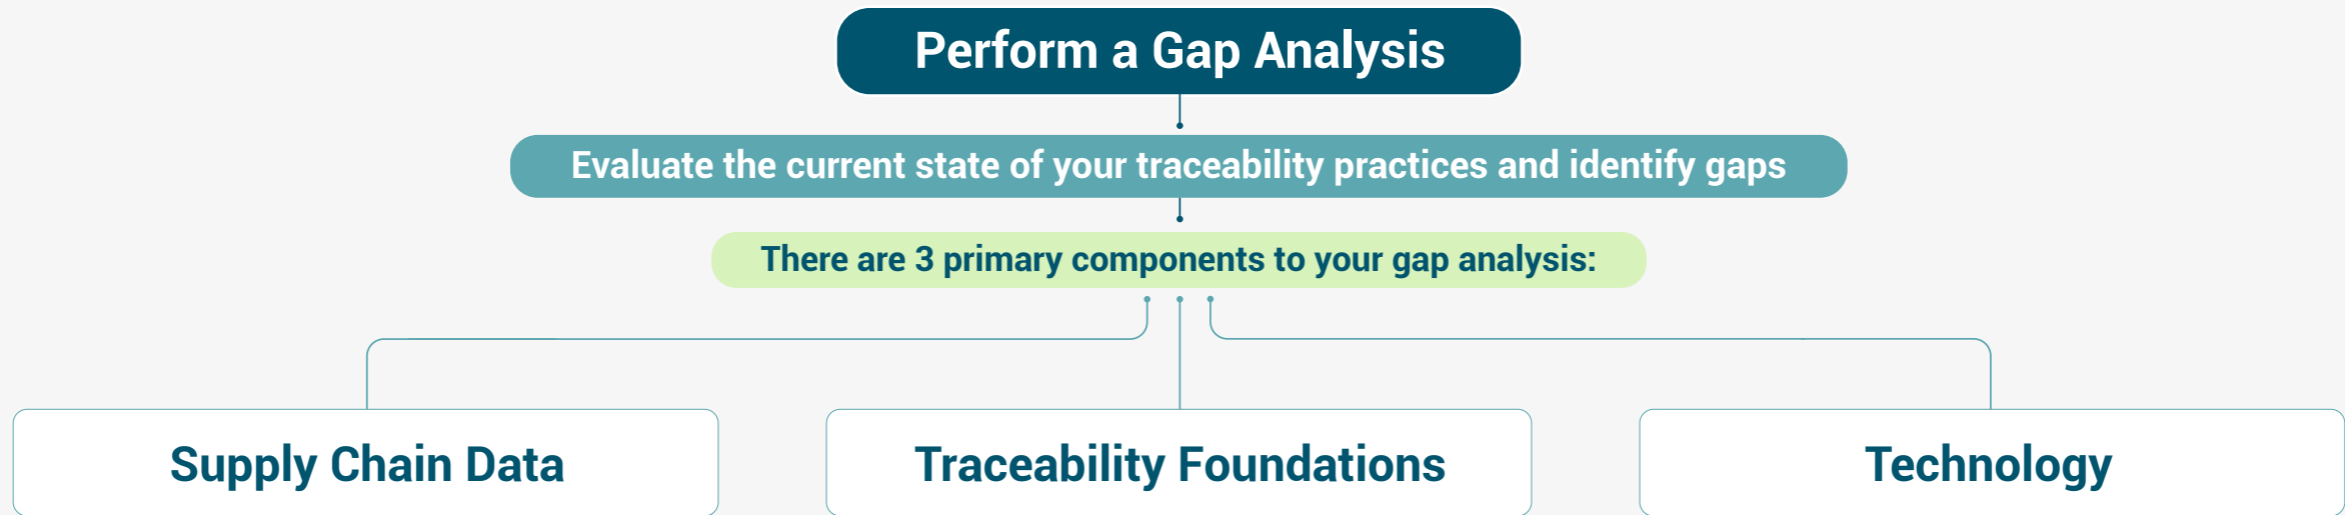 Perform a Gap Analysis
Evaluate the current state of your traceability practices and identify gaps
There are 3 primary components to your gap analysis:
Supply Chain Data
Traceability Foundations
Technology